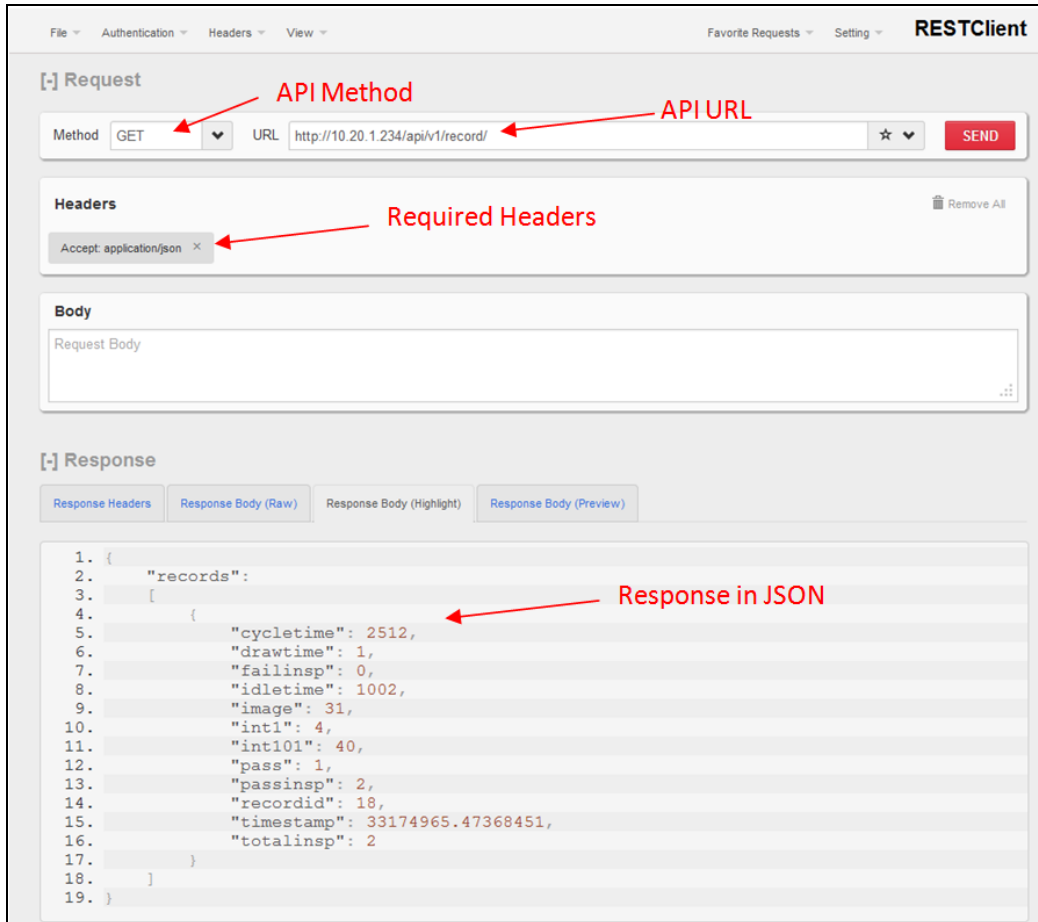 File Authentication Headers View Favorite Requests Setting RESTClient
[-] Request
API Method
API URL
Method GET URL http://10.20.1.234/api/v1/record/ SEND
Headers Remove All
Required Headers
Accept: application/json ×
Body
Request Body
[-] Response
Response Headers Response Body (Raw) Response Body (Highlight) Response Body (Preview)
1. {
2. "records":
3. [
Response in JSON
4. {
5. "cycletime": 2512,
6. "drawtime": 1,
7. "failinsp": 0,
8. "idletime": 1002,
9. "image": 31,
10. "int1": 4,
11. "int101": 40,
12. "pass": 1,
13. "passinsp": 2,
14. "recordid": 18,
15. "timestamp": 33174965.47368451,
16. "totalinsp": 2
17. }
18. ]
19. }